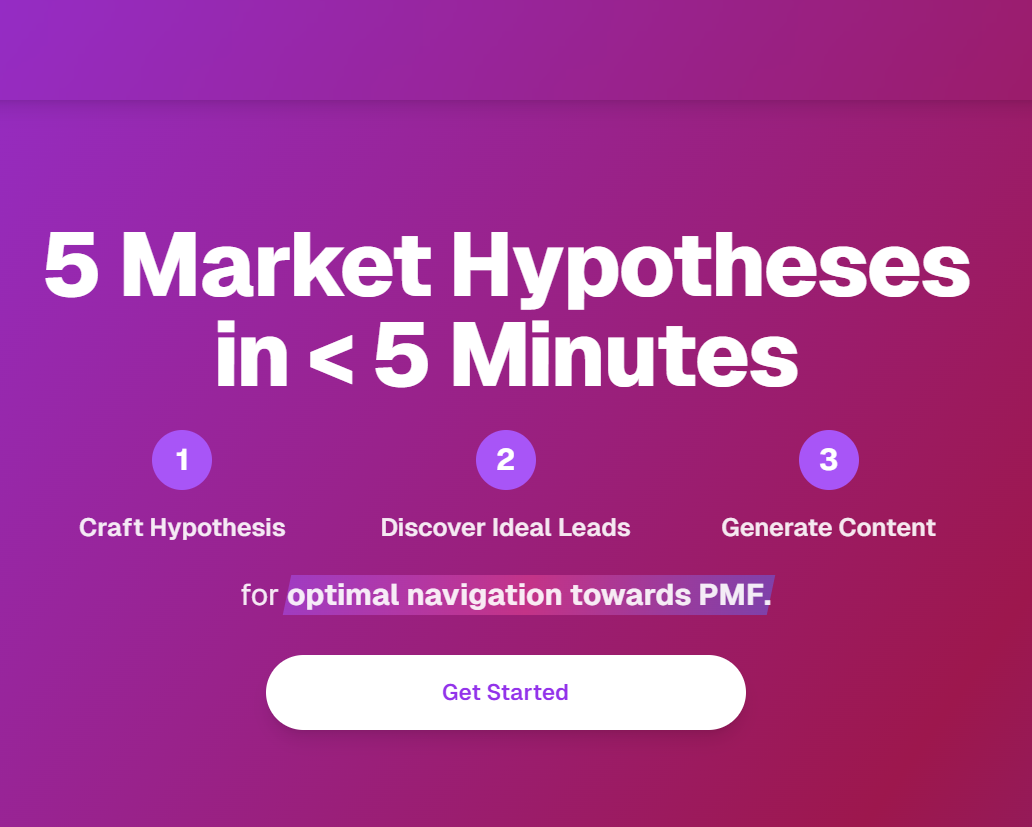 5 Market Hypotheses
in < 5 Minutes
1
2
3
Craft Hypothesis
Discover Ideal Leads
Generate Content
for optimal navigation towards PMF.
Get Started